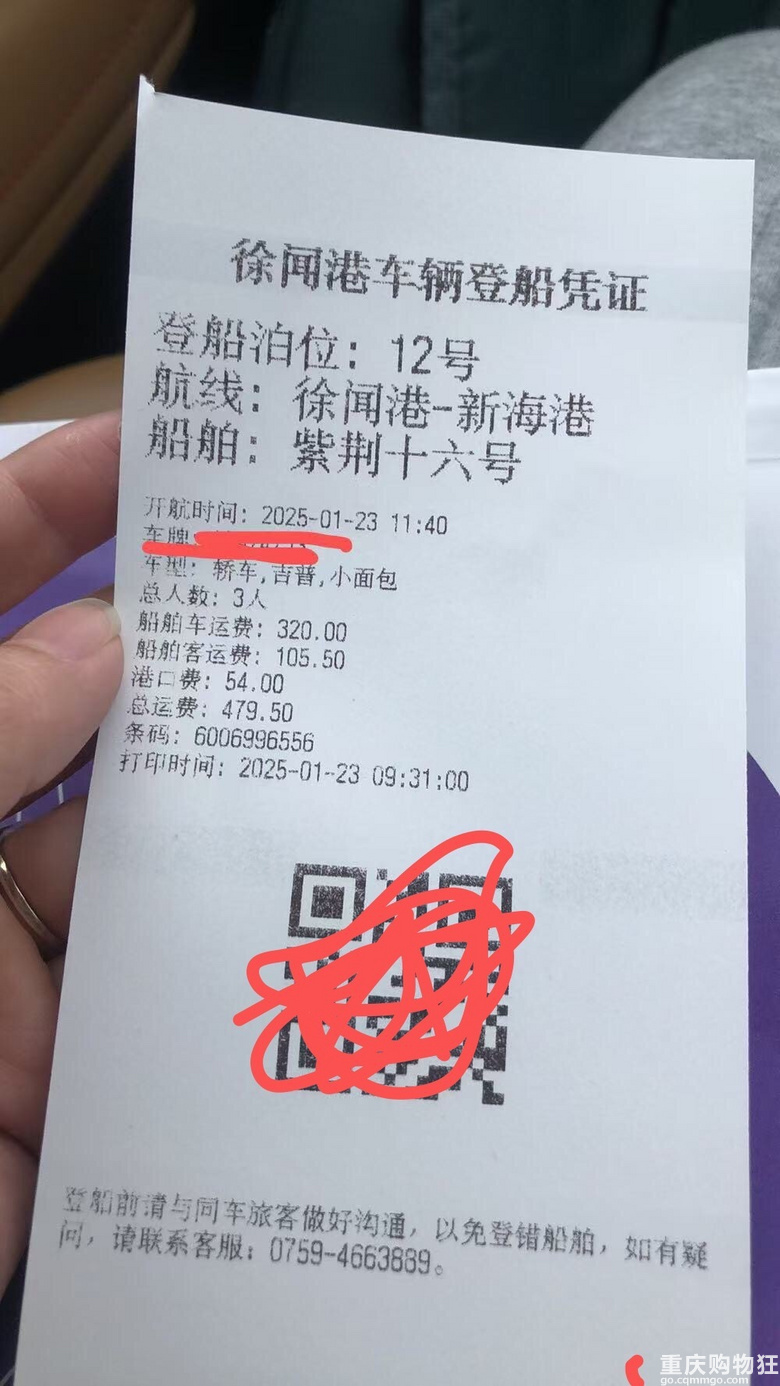 徐闻港车辆登船凭证
登船泊位: 12号
航线: 徐闻港-新海港
船舶: 紫荆十六号
开航时间: 2025-01-23 11:40
车牌:
车型: 轿车,吉普,小面包
总人数: 3人
船舶车运费: 320.00
船舶客运费: 105.50
港口费: 54.00
总运费: 479.50
条码: 6006996556
打印时间: 2025-01-23 09:31:00
登船前请与同车旅客做好沟通, 以免登错船舶, 如有疑
问, 请联系客服: 0759-4663889。
重庆购物狂
go.cqmmgo.com